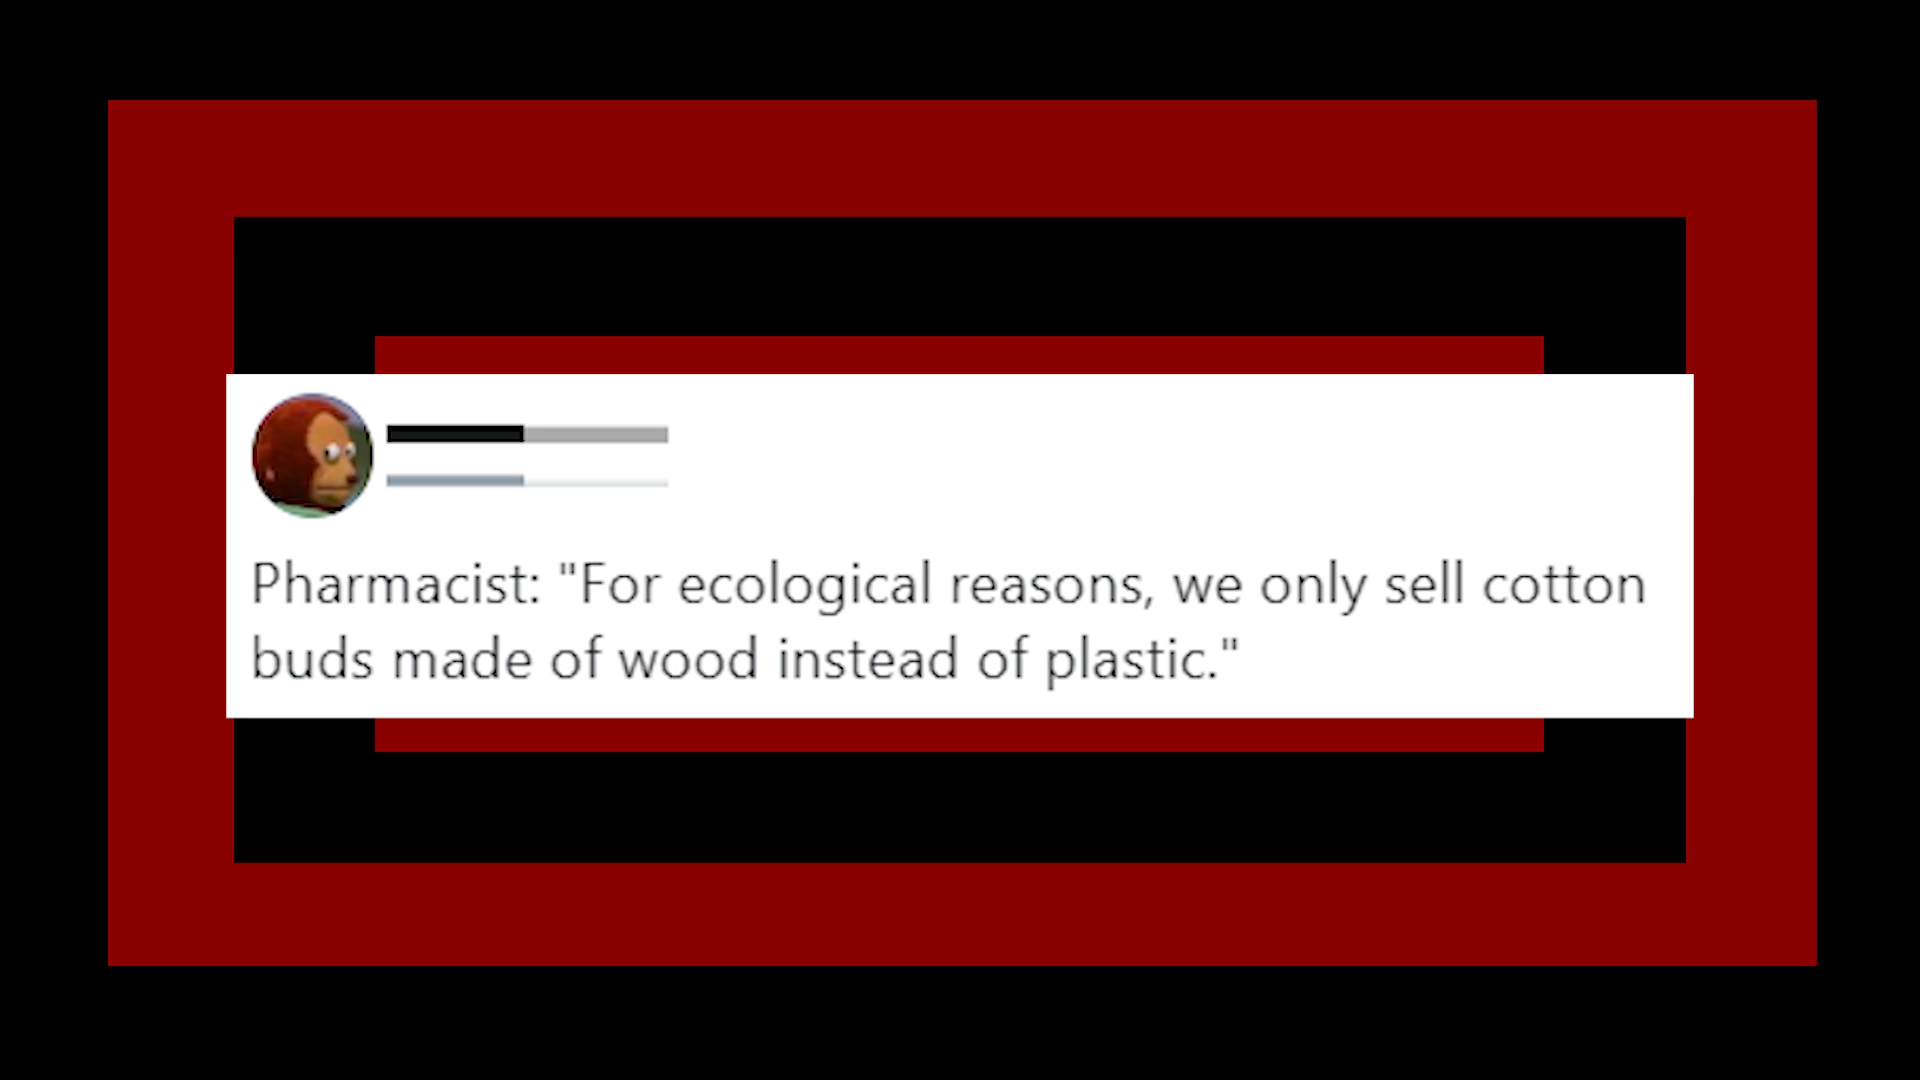 Pharmacist: "For ecological reasons, we only sell cotton
buds made of wood instead of plastic."